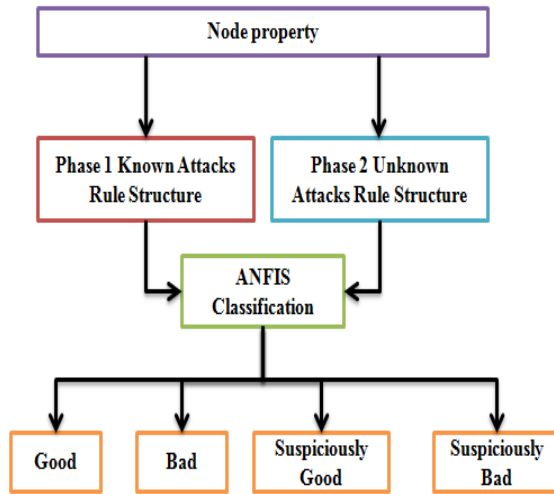 Node property
Phase 1 Known Attacks
Rule Structure
Phase 2 Unknown
Attacks Rule Structure
ANFIS
Classification
Good
Bad
Suspiciously
Good
Suspiciously
Bad